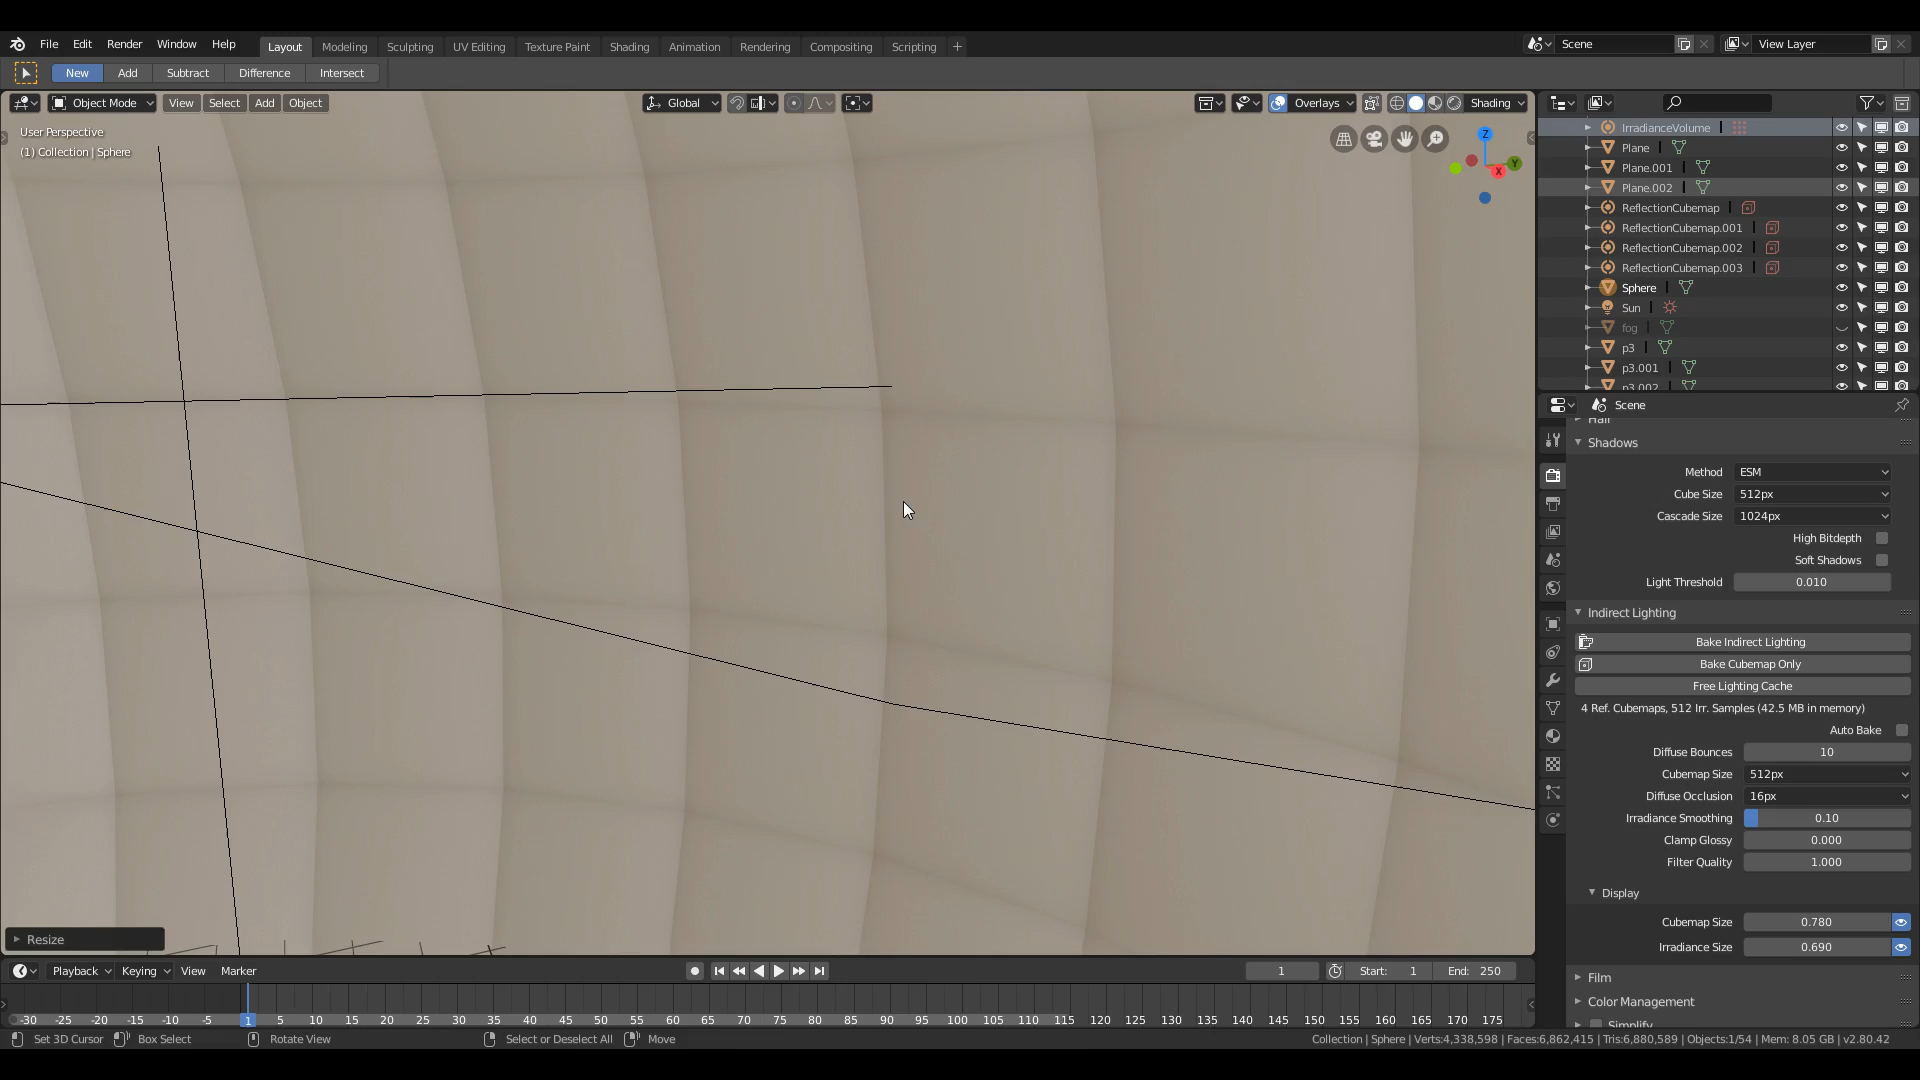 File Edit Render Window Help Layout Modeling Sculpting UV Editing Texture Paint Shading Animation Rendering Compositing Scripting + Scene View Layer
New Add Subtract Difference Intersect
Object Mode View Select Add Object Global Overlays Shading
User Perspective
(1) Collection | Sphere
Z
Y
X
IrradianceVolume
Plane
Plane.001
Plane.002
ReflectionCubemap
ReflectionCubemap.001
ReflectionCubemap.002
ReflectionCubemap.003
Sphere
Sun
fog
p3
p3.001
p3.002
Scene
Hair
Shadows
Method ESM
Cube Size 512px
Cascade Size 1024px
High Bitdepth
Soft Shadows
Light Threshold 0.010
Indirect Lighting
Bake Indirect Lighting
Bake Cubemap Only
Free Lighting Cache
4 Ref. Cubemaps, 512 Irr. Samples (42.5 MB in memory)
Auto Bake
Diffuse Bounces 10
Cubemap Size 512px
Diffuse Occlusion 16px
Irradiance Smoothing 0.10
Clamp Glossy 0.000
Filter Quality 1.000
Display
Cubemap Size 0.780
Irradiance Size 0.690
Film
Color Management
Simplify
Resize
Playback Keying View Marker 1 Start: 1 End: 250
-30 -25 -20 -15 -10 -5 1 5 10 15 20 25 30 35 40 45 50 55 60 65 70 75 80 85 90 95 100 105 110 115 120 125 130 135 140 145 150 155 160 165 170 175
Set 3D Cursor Box Select Rotate View Select or Deselect All Move Collection | Sphere | Verts:4,338,598 | Faces:6,862,415 | Tris:6,880,589 | Objects:1/54 | Mem: 8.05 GB | v2.80.42